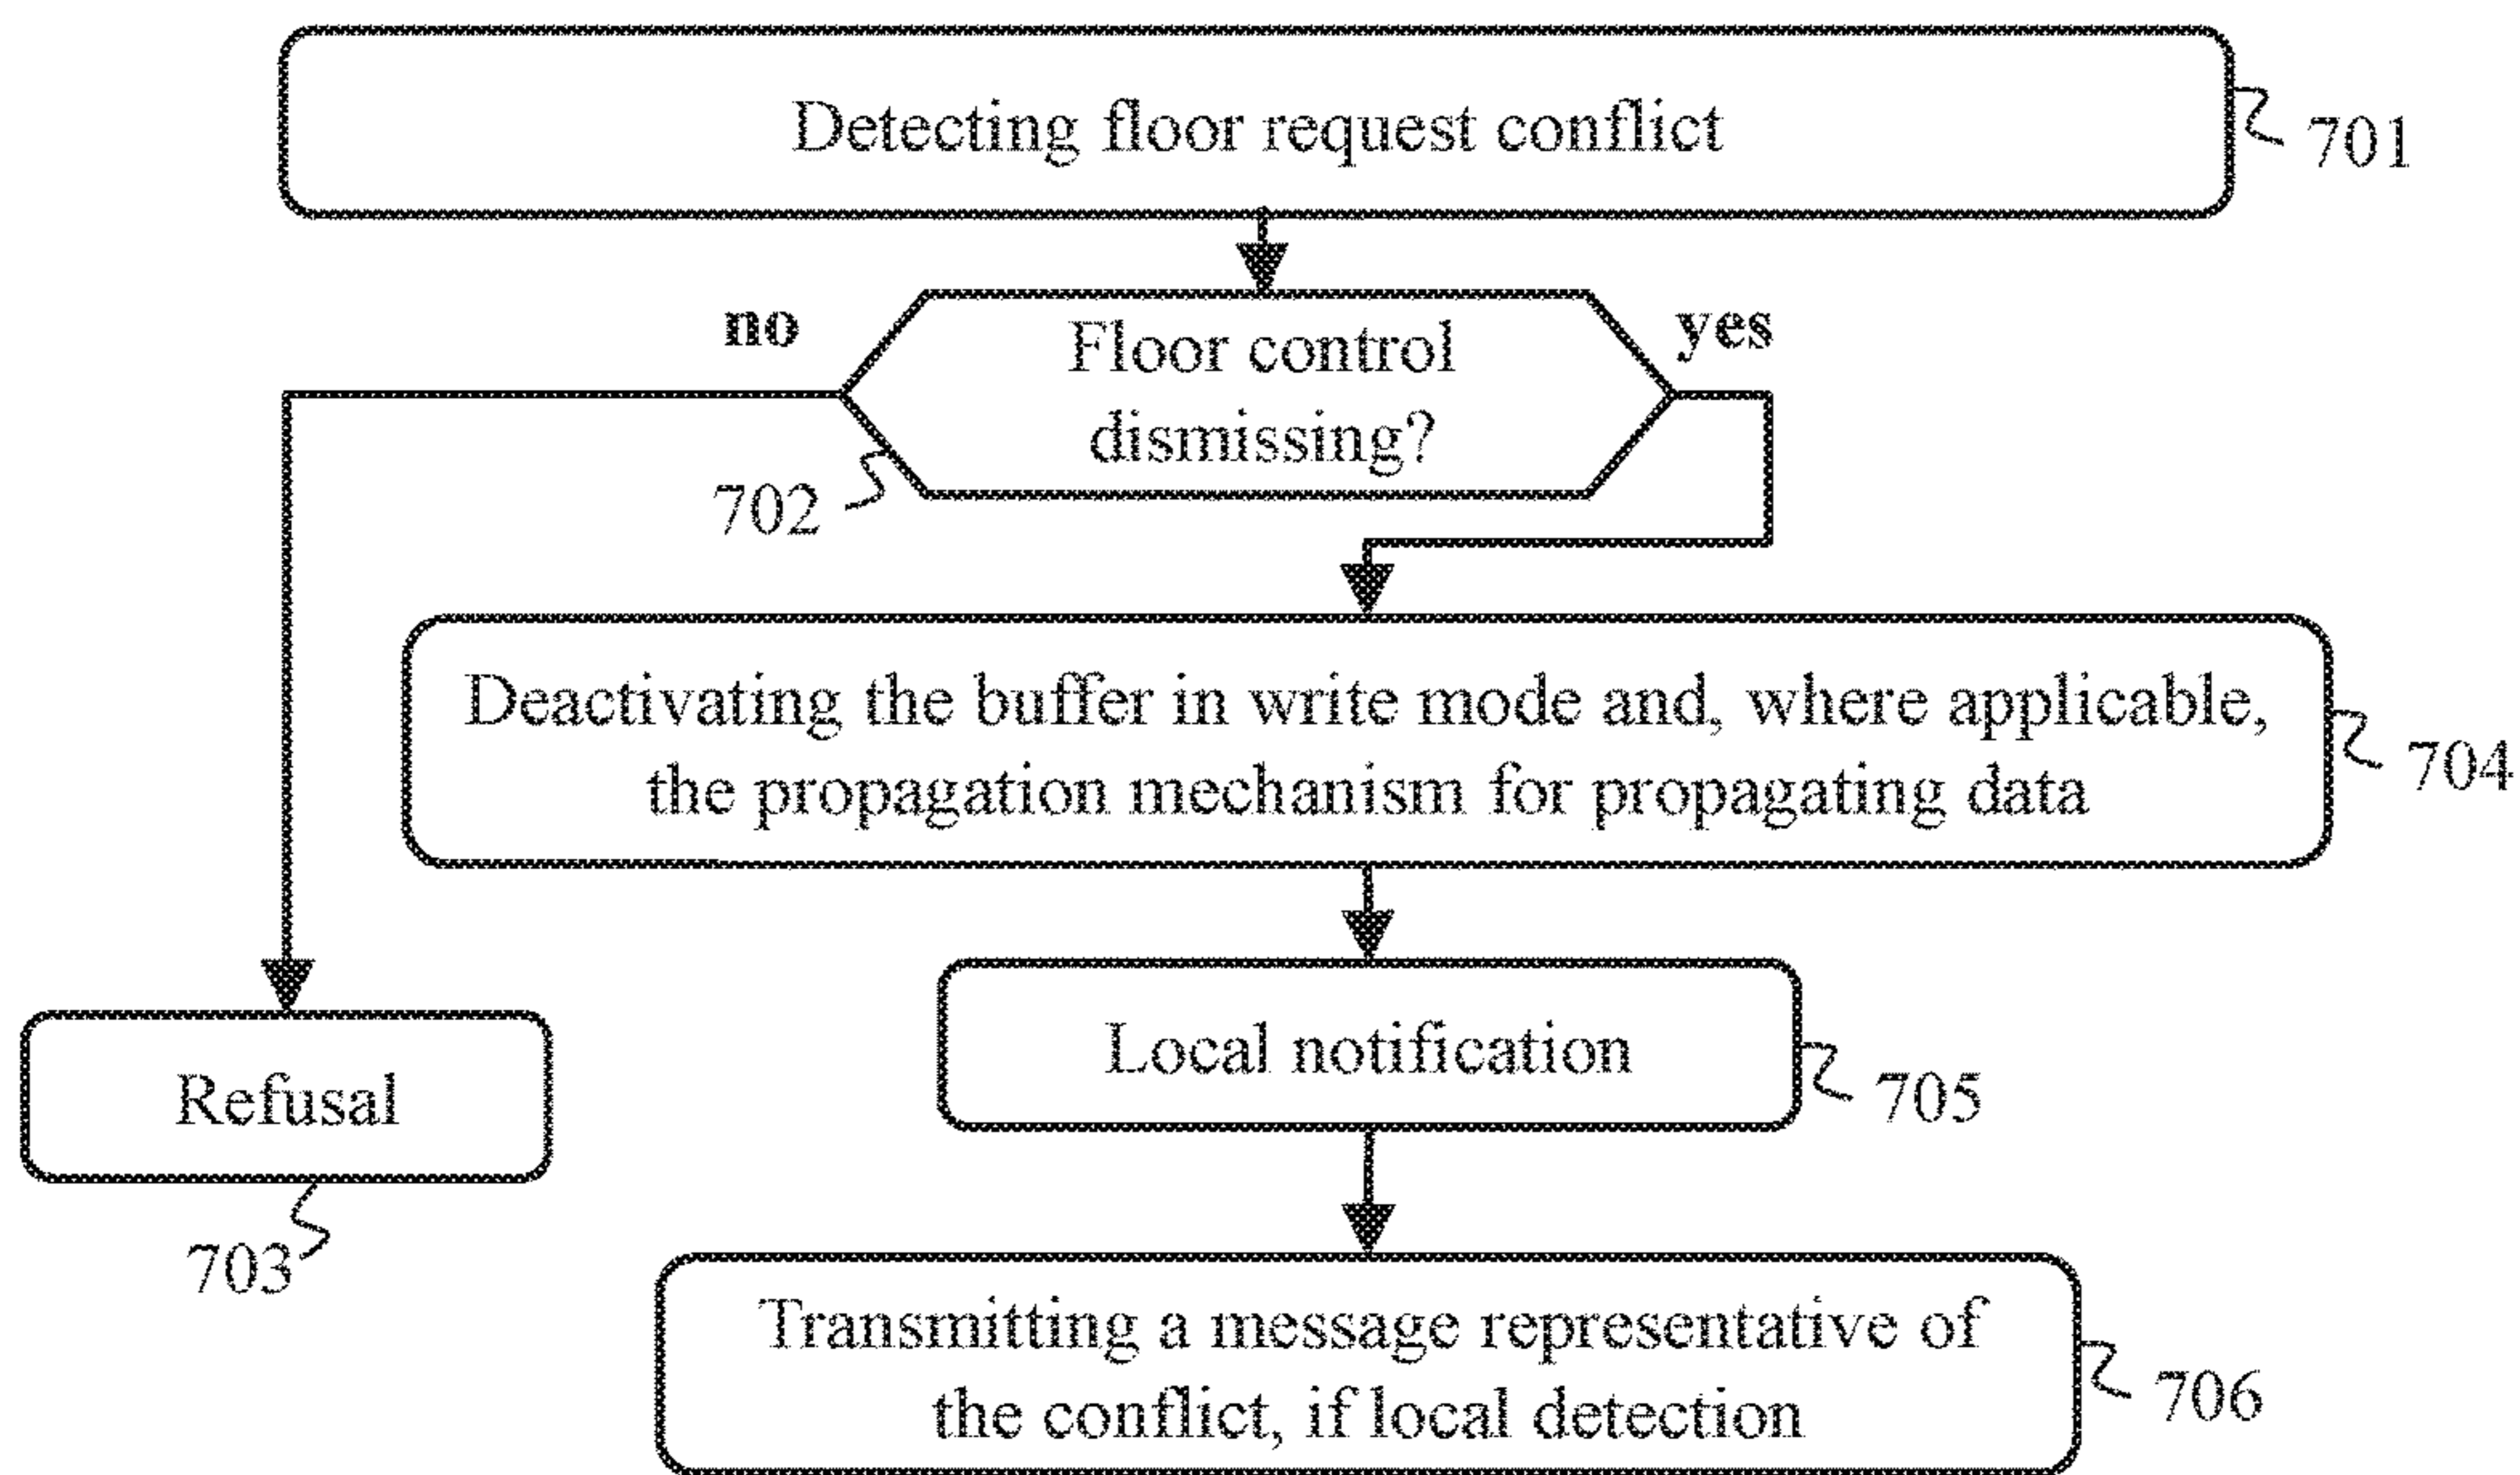 Detecting floor request conflict
701
no
yes
Floor control
dismissing?
702
Deactivating the buffer in write mode and, where applicable,
the propagation mechanism for propagating data
704
Local notification
705
Refusal
703
Transmitting a message representative of
the conflict, if local detection
706